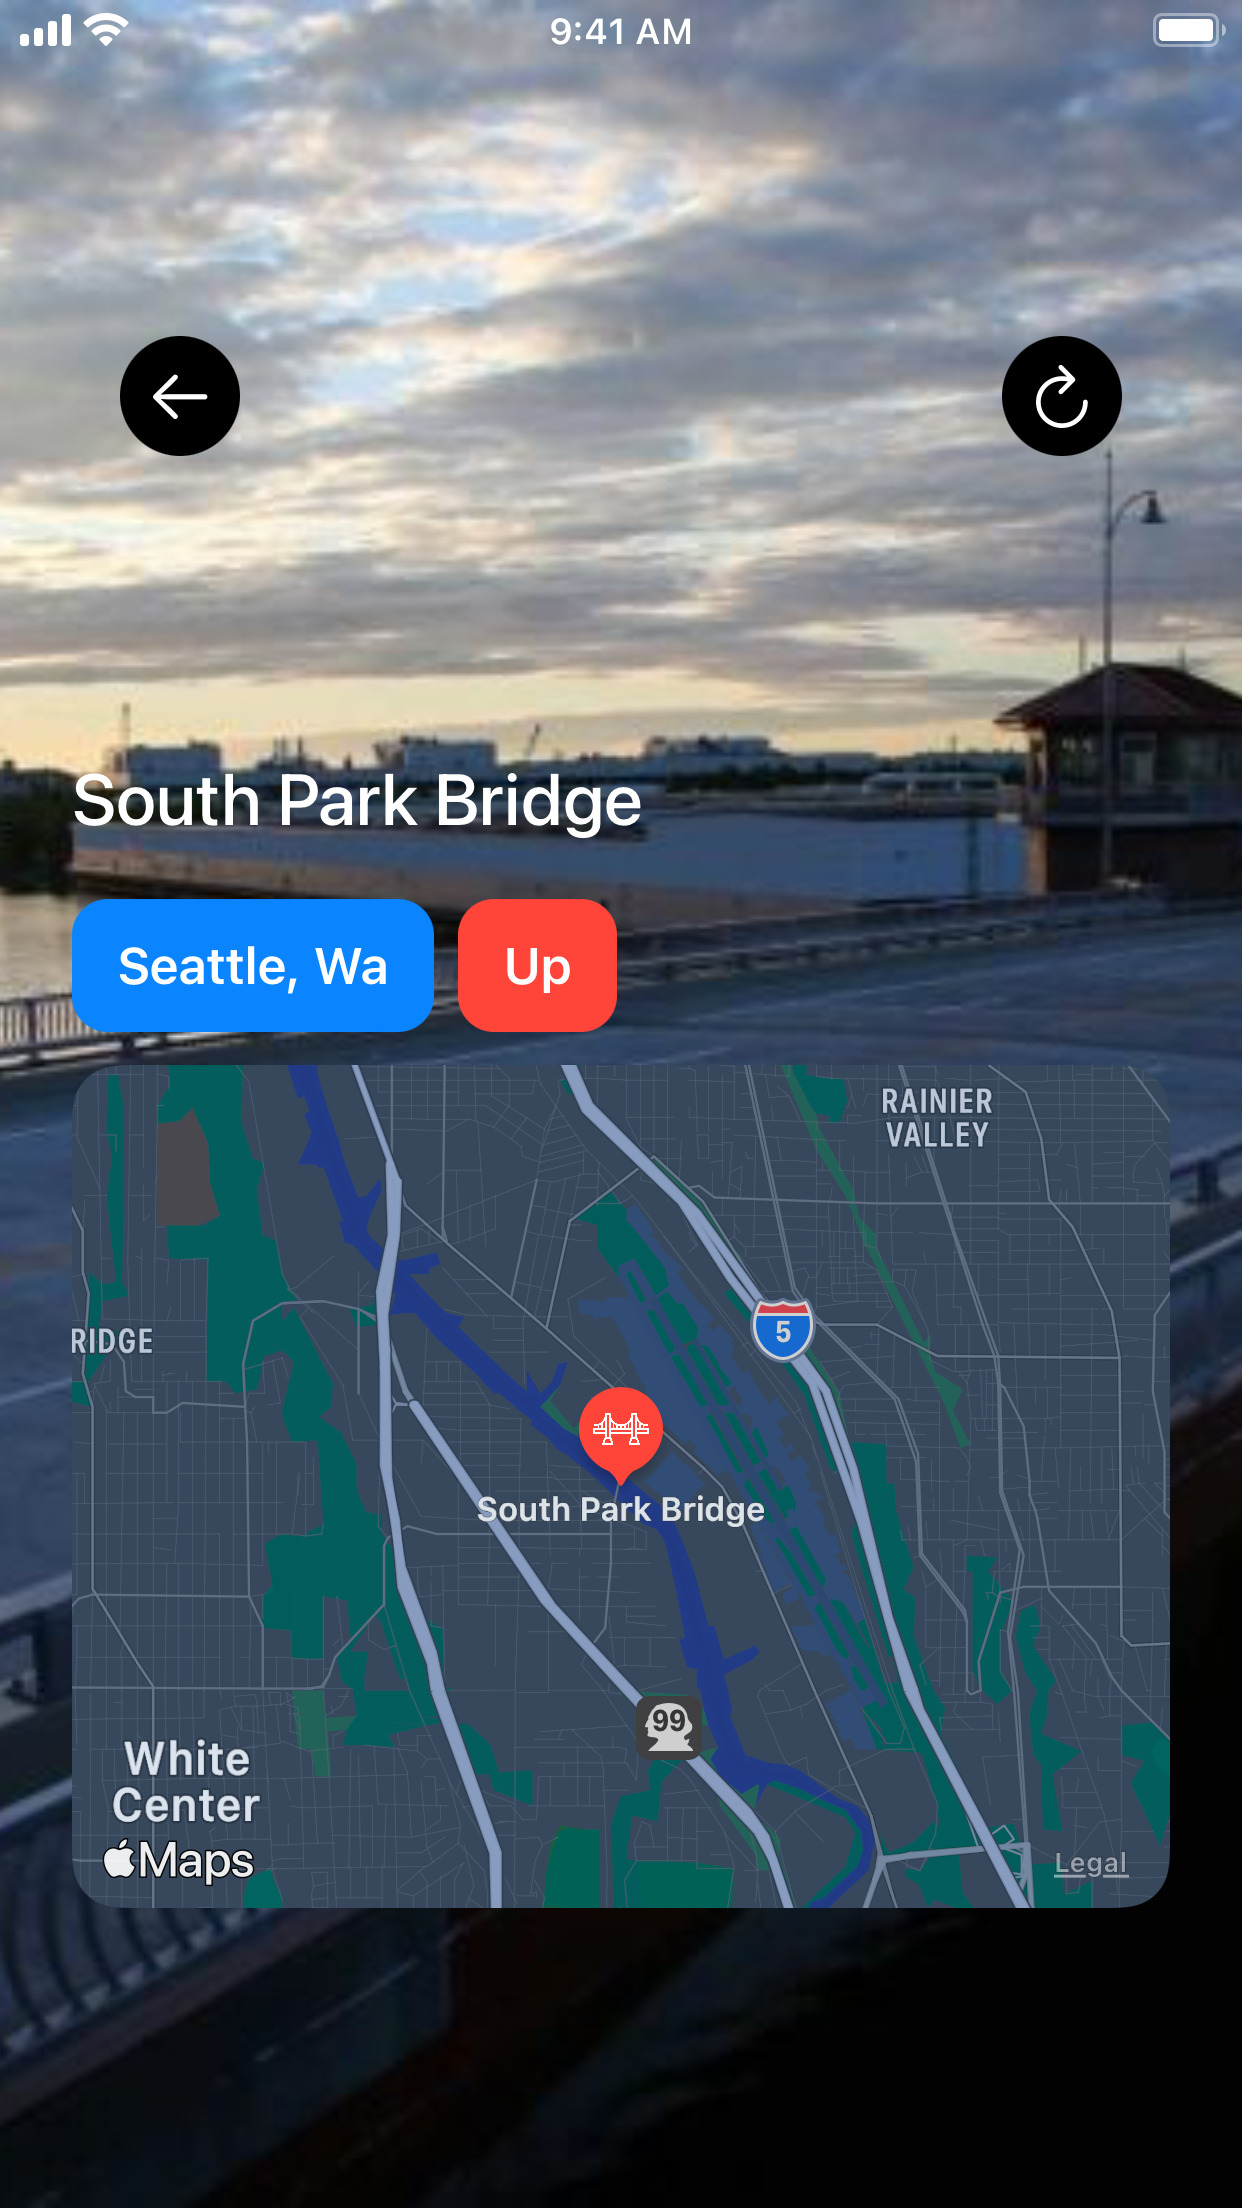 9:41 AM
South Park Bridge
Seattle, Wa
Up
RAINIER
VALLEY
RIDGE
5
South Park Bridge
99
White
Center
Maps
Legal